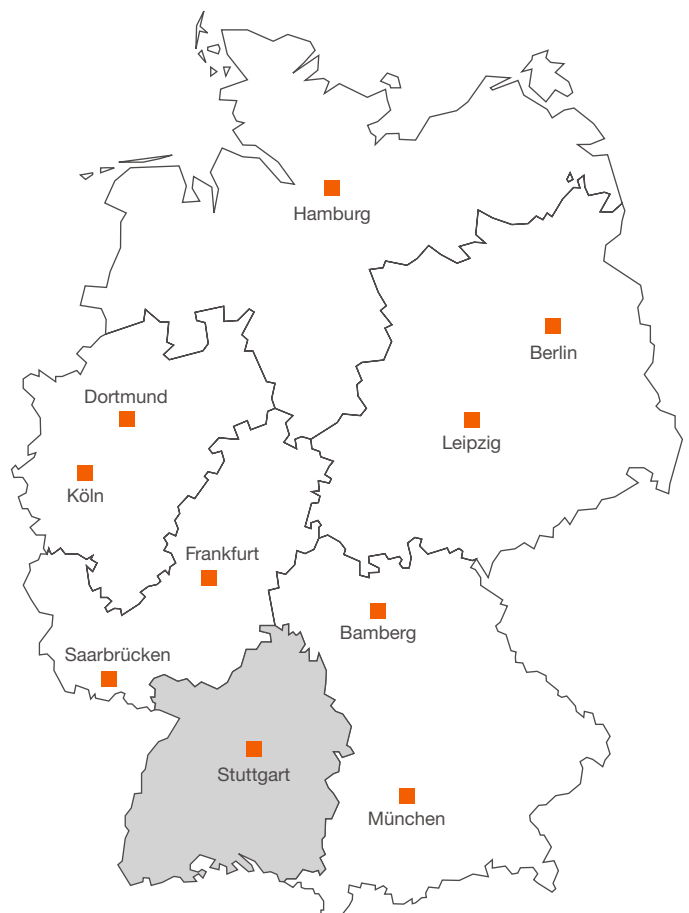 Hamburg
Berlin
Dortmund
Leipzig
Köln
Frankfurt
Bamberg
Saarbrücken
Stuttgart
München